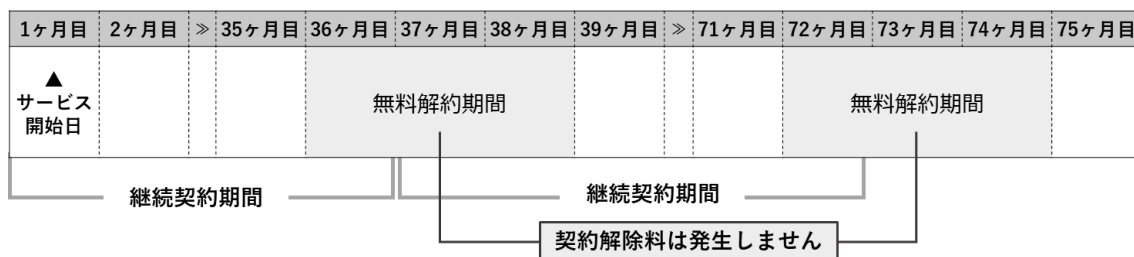 1ヶ月目 2ヶ月目 ≫ 35ヶ月目 36ヶ月目 37ヶ月目 38ヶ月目 39ヶ月目 ≫ 71ヶ月目 72ヶ月目 73ヶ月目 74ヶ月目 75ヶ月目
▲
サービス
開始日
無料解約期間 無料解約期間
継続契約期間 継続契約期間
契約解除料は発生しません